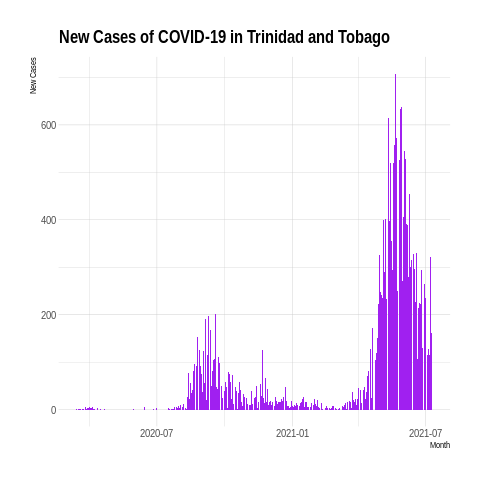 New Cases of COVID-19 in Trinidad and Tobago
New Cases
600
400
200
0
2020-07
2021-01
2021-07
Month